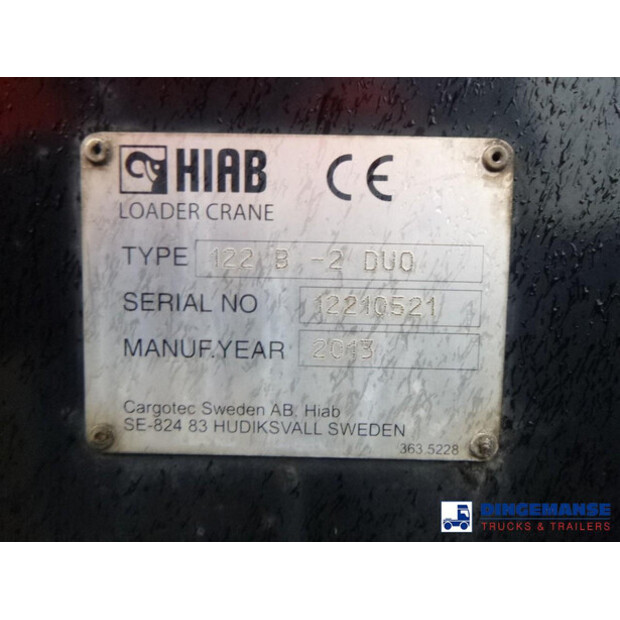 HIAB CE
LOADER CRANE
TYPE 122 B -2 DUO
SERIAL NO 12210521
MANUF.YEAR 2013
Cargotec Sweden AB. Hiab
SE-824 83 HUDIKSVALL SWEDEN
363 5228
DINGEMANSE
TRUCKS & TRAILERS